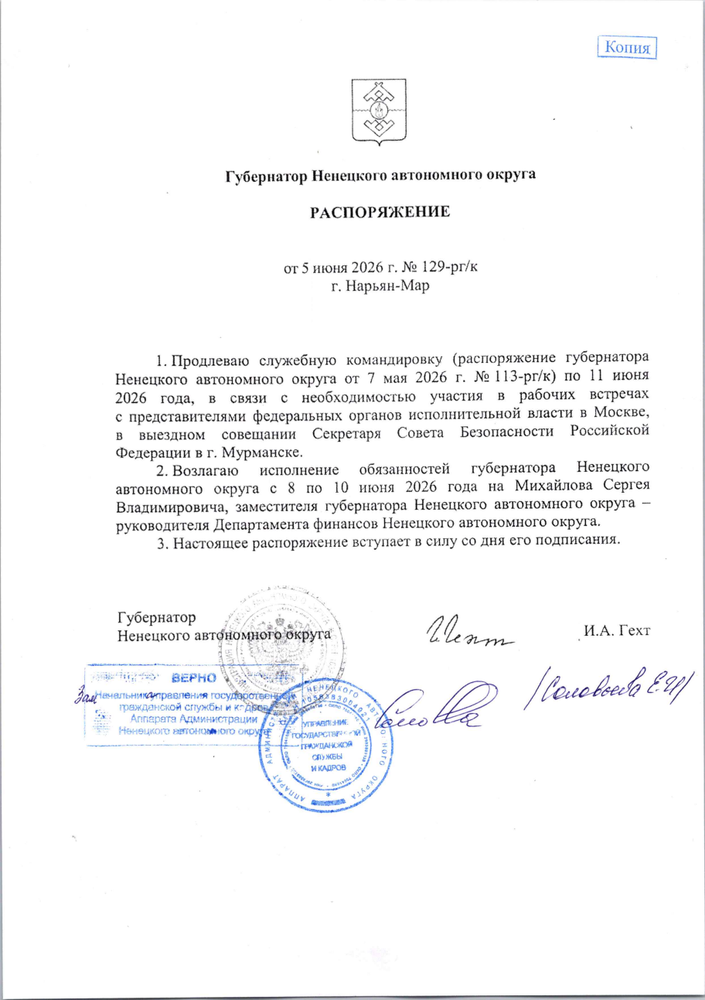 Копия
Губернатор Ненецкого автономного округа
РАСПОРЯЖЕНИЕ
от 5 июня 2026 г. № 129-рг/к
г. Нарьян-Мар
1. Продлеваю служебную командировку (распоряжение губернатора
Ненецкого автономного округа от 7 мая 2026 г. № 113-рг/к) по 11 июня
2026 года, в связи с необходимостью участия в рабочих встречах
с представителями федеральных органов исполнительной власти в Москве,
в выездном совещании Секретаря Совета Безопасности Российской
Федерации в г. Мурманске.
2. Возлагаю исполнение обязанностей губернатора Ненецкого
автономного округа с 8 по 10 июня 2026 года на Михайлова Сергея
Владимировича, заместителя губернатора Ненецкого автономного округа –
руководителя Департамента финансов Ненецкого автономного округа.
3. Настоящее распоряжение вступает в силу со дня его подписания.
Губернатор
Ненецкого автономного округа
И.А. Гехт
ВЕРНО
Зам Начальника управления государственной
гражданской службы и кадров
Аппарата Администрации
Ненецкого автономного округа
/Соловьева Е.Ч/
АППАРАТ АДМИНИСТРАЦИИ НЕНЕЦКОГО АВТОНОМНОГО ОКРУГА
УПРАВЛЕНИЕ
ГОСУДАРСТВЕННОЙ
ГРАЖДАНСКОЙ
СЛУЖБЫ
И КАДРОВ